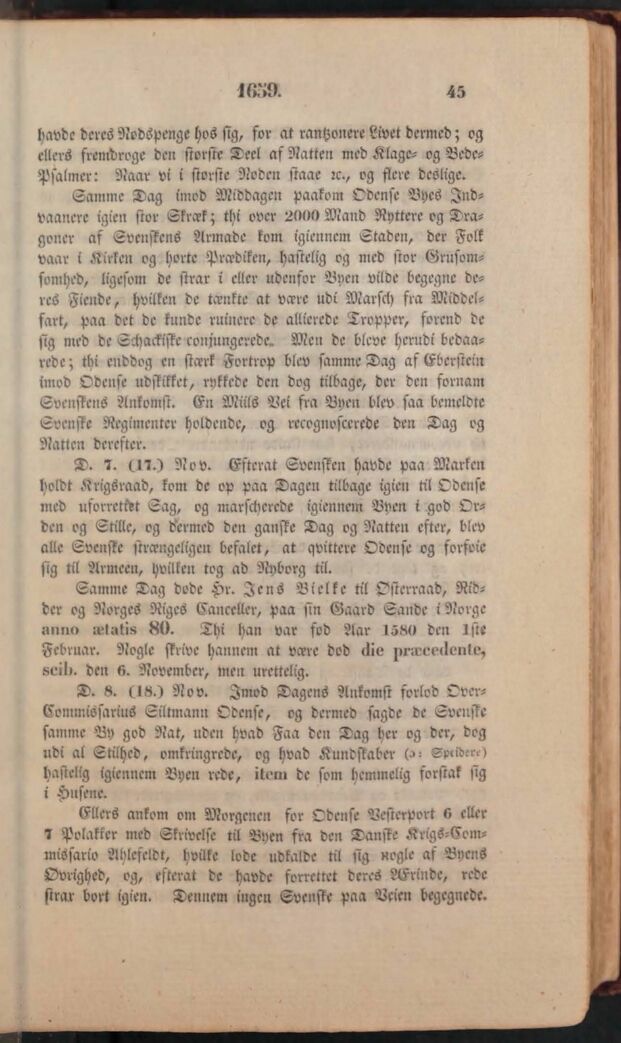 1659. 45
havde deres Nødspenge hos sig, for at rantzonere Livet dermed; og
ellers fremdroge den største Deel af Natten med Klage- og Bede-
Psalmer: Naar vi i største Nøden staae ꝛc., og flere deslige.
Samme Dag imod Middagen paakom Odense Byes Ind-
vaanere igien stor Skræk; thi over 2000 Mand Ryttere og Dra-
goner af Svenskens Armade kom igiennem Staden, der Folk
vaar i Kirken og hørte Prædiken, hastelig og med stor Grusom-
somhed, ligesom de strax i eller udenfor Byen vilde begegne de-
res Fiende, hvilken de tænkte at være udi Marsch fra Middel-
fart, paa det de kunde ruinere de allierede Tropper, førend de
sig med de Schackiske conjungerede. Men de bleve herudi bedaa-
rede; thi enddog en stærk Fortrop blev samme Dag af Eberstein
imod Odense udskikket, rykkede den dog tilbage, der den fornam
Svenskens Ankomst. En Miils Vei fra Byen blev saa bemeldte
Svenske Regimenter holdende, og recognoscerede den Dag og
Natten derefter.
D. 7. (17.) Nov. Efterat Svensken havde paa Marken
holdt Krigsraad, kom de op paa Dagen tilbage igien til Odense
med uforrettet Sag, og marscherede igiennem Byen i god Or-
den og Stille, og dermed den ganske Dag og Natten efter, blev
alle Svenske strængeligen befalet, at qvittere Odense og forføie
sig til Armeen, hvilken tog ad Nyborg til.
Samme Dag døde Hr. Jens Bielke til Østerraad, Rid-
der og Norges Riges Canceller, paa sin Gaard Sande i Norge
anno ætatis 80. Thi han var fød Aar 1580 den 1ste
Februar. Nogle skrive hannem at være død die præcedente,
scib. den 6. November, men urettelig.
D. 8. (18.) Nov. Imod Dagens Ankomst forlod Over-
Commissarius Siltmann Odense, og dermed sagde de Svenske
samme By god Nat, uden hvad Faa den Dag her og der, dog
udi al Stilhed, omkringrede, og hvad Kundskaber (ɔ: Speidere)
hastelig igiennem Byen rede, item de som hemmelig forstak sig
i Husene.
Ellers ankom om Morgenen for Odense Vesterport 6 eller
7 Polakker med Skrivelse til Byen fra den Danske Krigs-Com-
missario Ahlefeldt, hvilke lode udkalde til sig nogle af Byens
Øvrighed, og, efterat de havde forrettet deres Ærinde, rede
strax bort igien. Dennem ingen Svenske paa Veien begegnede.